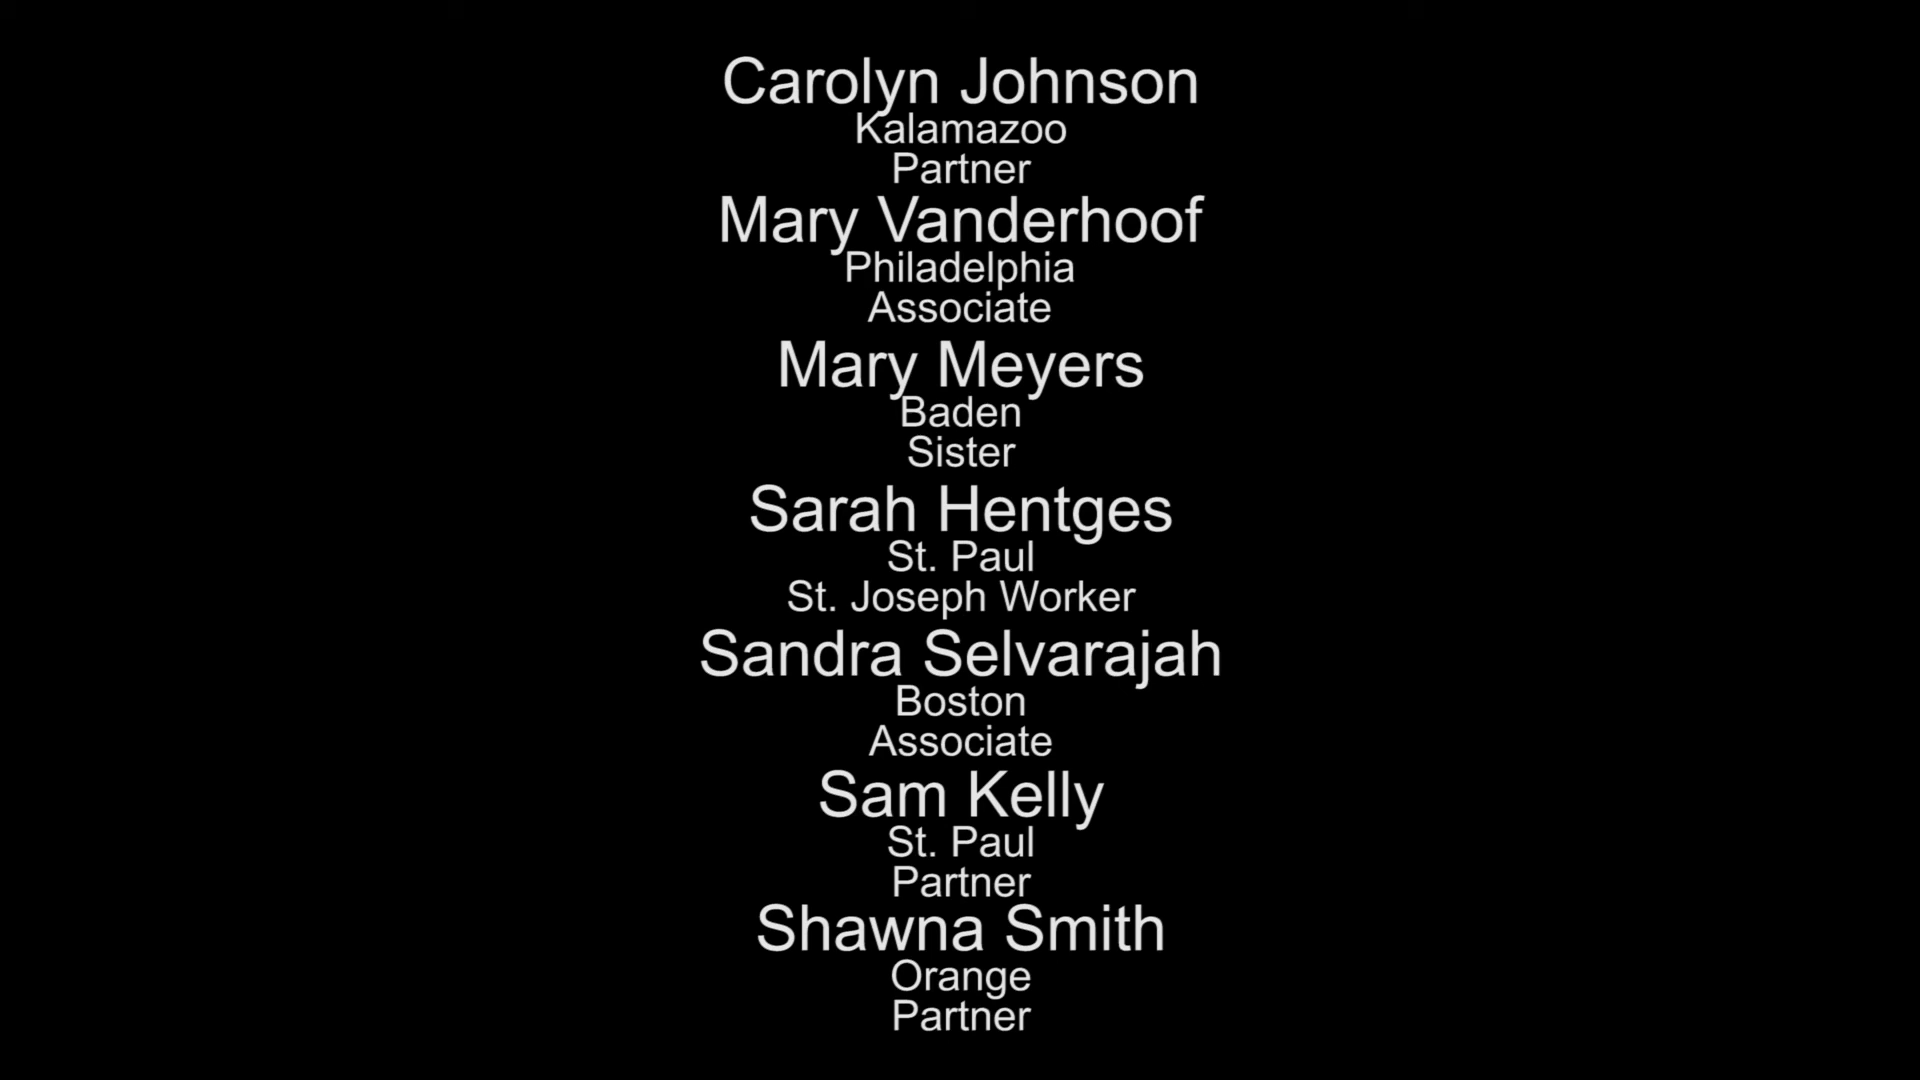 Carolyn Johnson
Kalamazoo
Partner
Mary Vanderhoof
Philadelphia
Associate
Mary Meyers
Baden
Sister
Sarah Hentges
St. Paul
St. Joseph Worker
Sandra Selvarajah
Boston
Associate
Sam Kelly
St. Paul
Partner
Shawna Smith
Orange
Partner